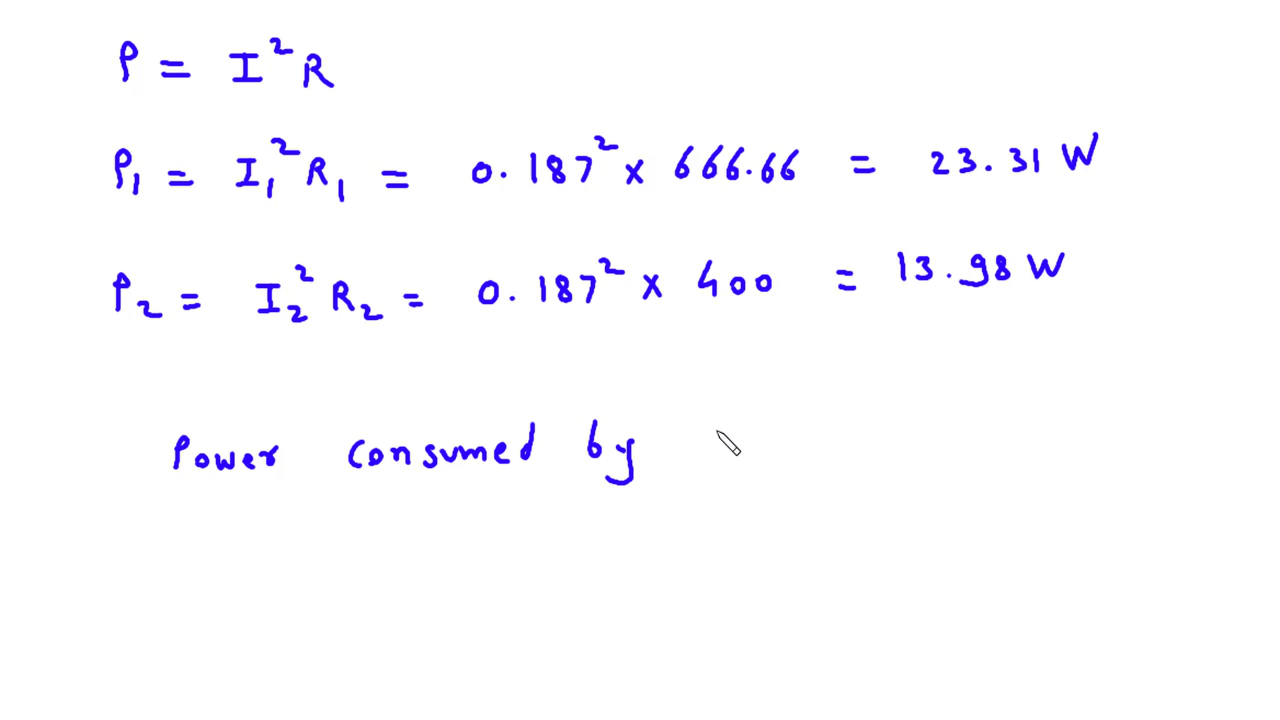 P = I²R
P₁ = I₁²R₁ = 0.187² × 666.66 = 23.31 W
P₂ = I₂²R₂ = 0.187² × 400 = 13.98 W
Power consumed by